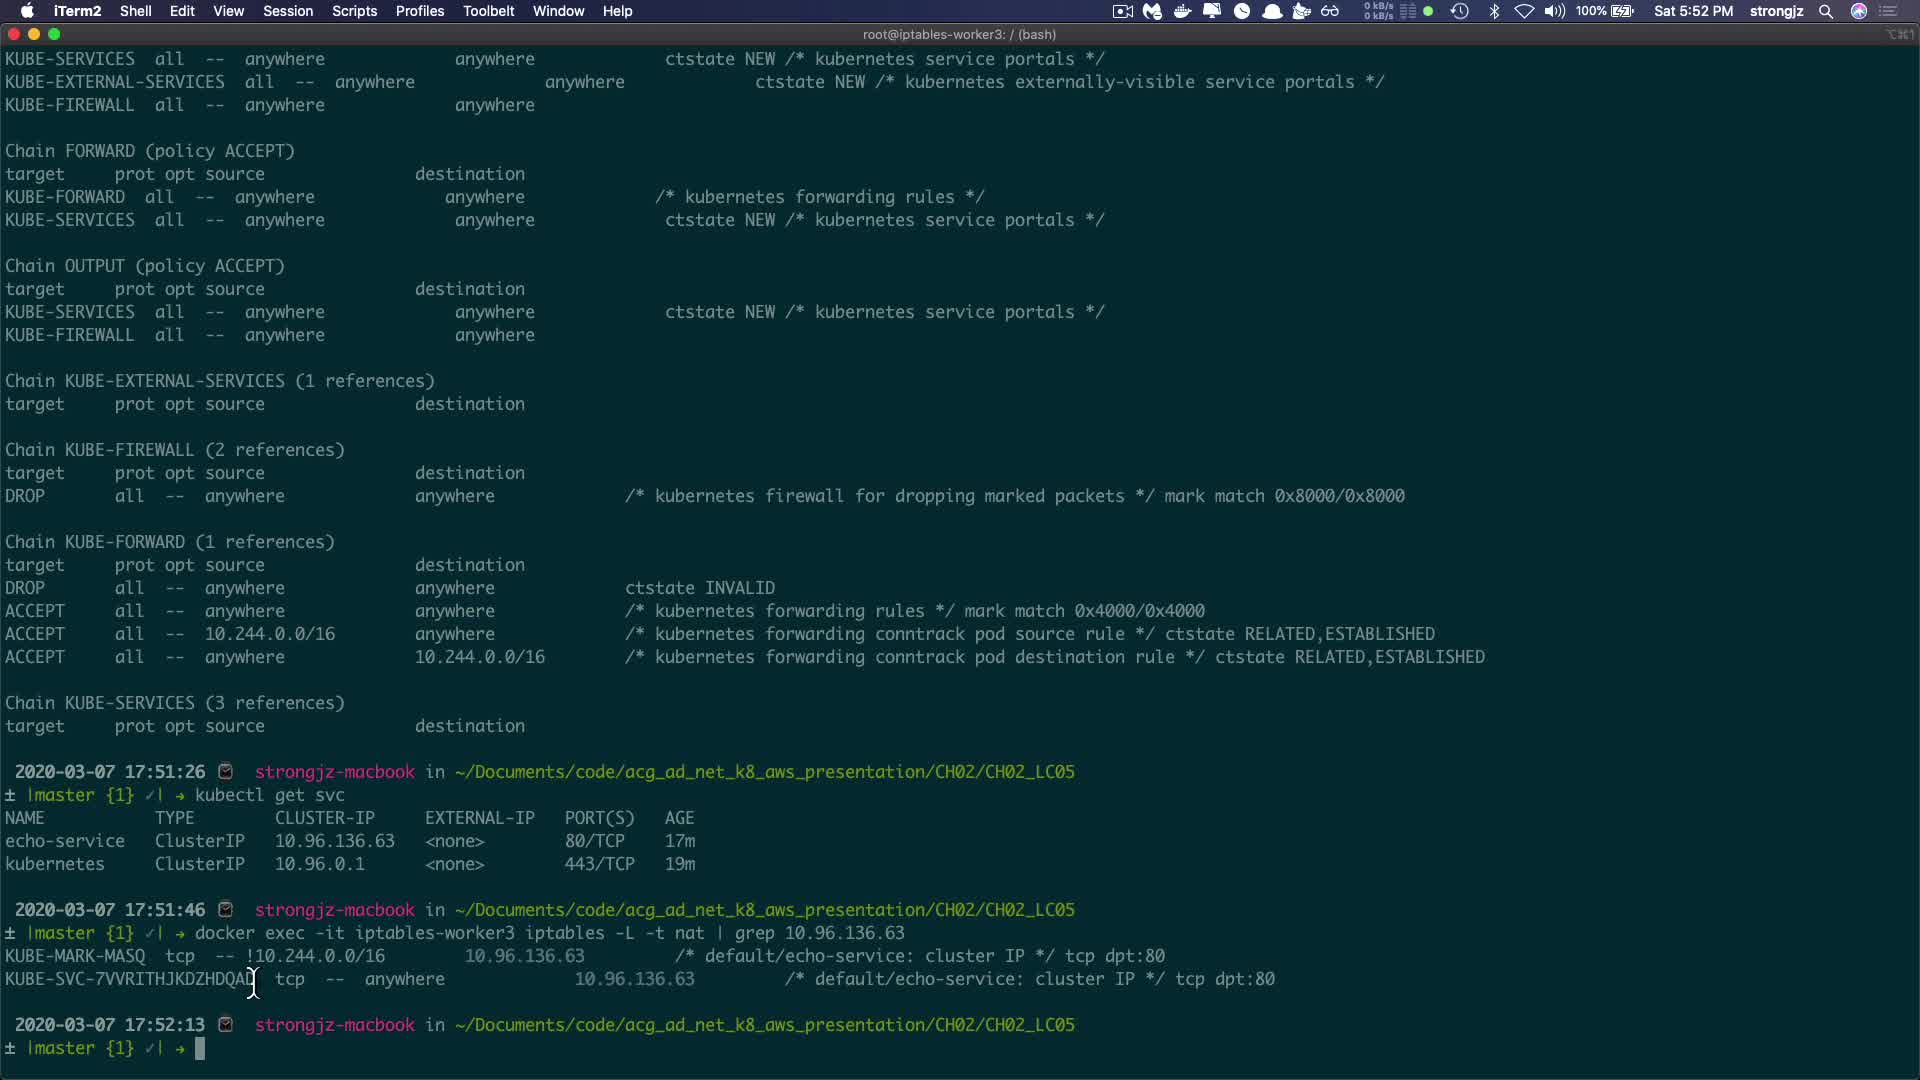 iTerm2 Shell Edit View Session Scripts Profiles Toolbelt Window Help 0 kB/s 0 kB/s 100% Sat 5:52 PM strongjz
root@iptables-worker3: / (bash) ⌥⌘1
KUBE-SERVICES  all  --  anywhere             anywhere             ctstate NEW /* kubernetes service portals */
KUBE-EXTERNAL-SERVICES  all  --  anywhere             anywhere             ctstate NEW /* kubernetes externally-visible service portals */
KUBE-FIREWALL  all  --  anywhere             anywhere
Chain FORWARD (policy ACCEPT)
target     prot opt source               destination
KUBE-FORWARD  all  --  anywhere             anywhere             /* kubernetes forwarding rules */
KUBE-SERVICES  all  --  anywhere             anywhere             ctstate NEW /* kubernetes service portals */
Chain OUTPUT (policy ACCEPT)
target     prot opt source               destination
KUBE-SERVICES  all  --  anywhere             anywhere             ctstate NEW /* kubernetes service portals */
KUBE-FIREWALL  all  --  anywhere             anywhere
Chain KUBE-EXTERNAL-SERVICES (1 references)
target     prot opt source               destination
Chain KUBE-FIREWALL (2 references)
target     prot opt source               destination
DROP       all  --  anywhere             anywhere             /* kubernetes firewall for dropping marked packets */ mark match 0x8000/0x8000
Chain KUBE-FORWARD (1 references)
target     prot opt source               destination
DROP       all  --  anywhere             anywhere             ctstate INVALID
ACCEPT     all  --  anywhere             anywhere             /* kubernetes forwarding rules */ mark match 0x4000/0x4000
ACCEPT     all  --  10.244.0.0/16        anywhere             /* kubernetes forwarding conntrack pod source rule */ ctstate RELATED,ESTABLISHED
ACCEPT     all  --  anywhere             10.244.0.0/16        /* kubernetes forwarding conntrack pod destination rule */ ctstate RELATED,ESTABLISHED
Chain KUBE-SERVICES (3 references)
target     prot opt source               destination
2020-03-07 17:51:26 strongjz-macbook in ~/Documents/code/acg_ad_net_k8_aws_presentation/CH02/CH02_LC05
± |master {1} ✓| → kubectl get svc
NAME           TYPE        CLUSTER-IP     EXTERNAL-IP   PORT(S)   AGE
echo-service   ClusterIP   10.96.136.63   <none>        80/TCP    17m
kubernetes     ClusterIP   10.96.0.1      <none>        443/TCP   19m
2020-03-07 17:51:46 strongjz-macbook in ~/Documents/code/acg_ad_net_k8_aws_presentation/CH02/CH02_LC05
± |master {1} ✓| → docker exec -it iptables-worker3 iptables -L -t nat | grep 10.96.136.63
KUBE-MARK-MASQ  tcp  -- !10.244.0.0/16        10.96.136.63         /* default/echo-service: cluster IP */ tcp dpt:80
KUBE-SVC-7VVRITHJKDZHDQAD  tcp  --  anywhere             10.96.136.63         /* default/echo-service: cluster IP */ tcp dpt:80
2020-03-07 17:52:13 strongjz-macbook in ~/Documents/code/acg_ad_net_k8_aws_presentation/CH02/CH02_LC05
± |master {1} ✓| →